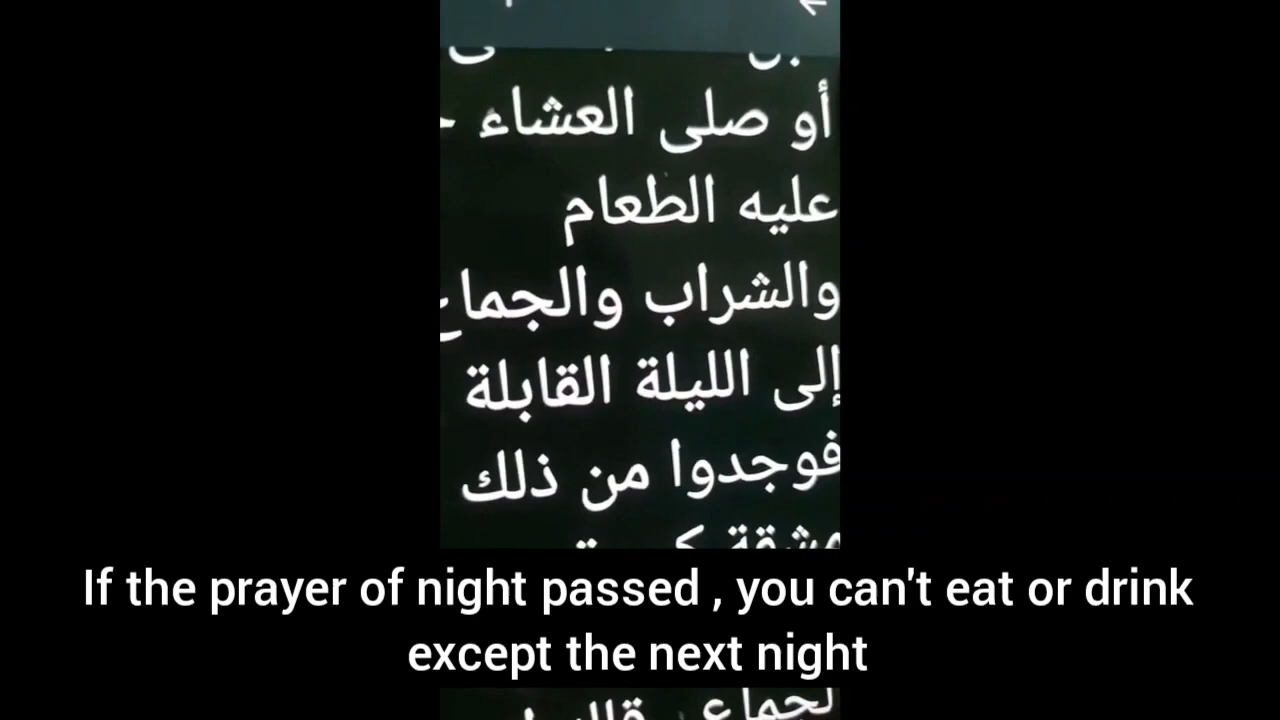 أو صلى العشاء
عليه الطعام
والشراب والجماع
إلى الليلة القابلة
فوجدوا من ذلك
If the prayer of night passed , you can't eat or drink
except the next night